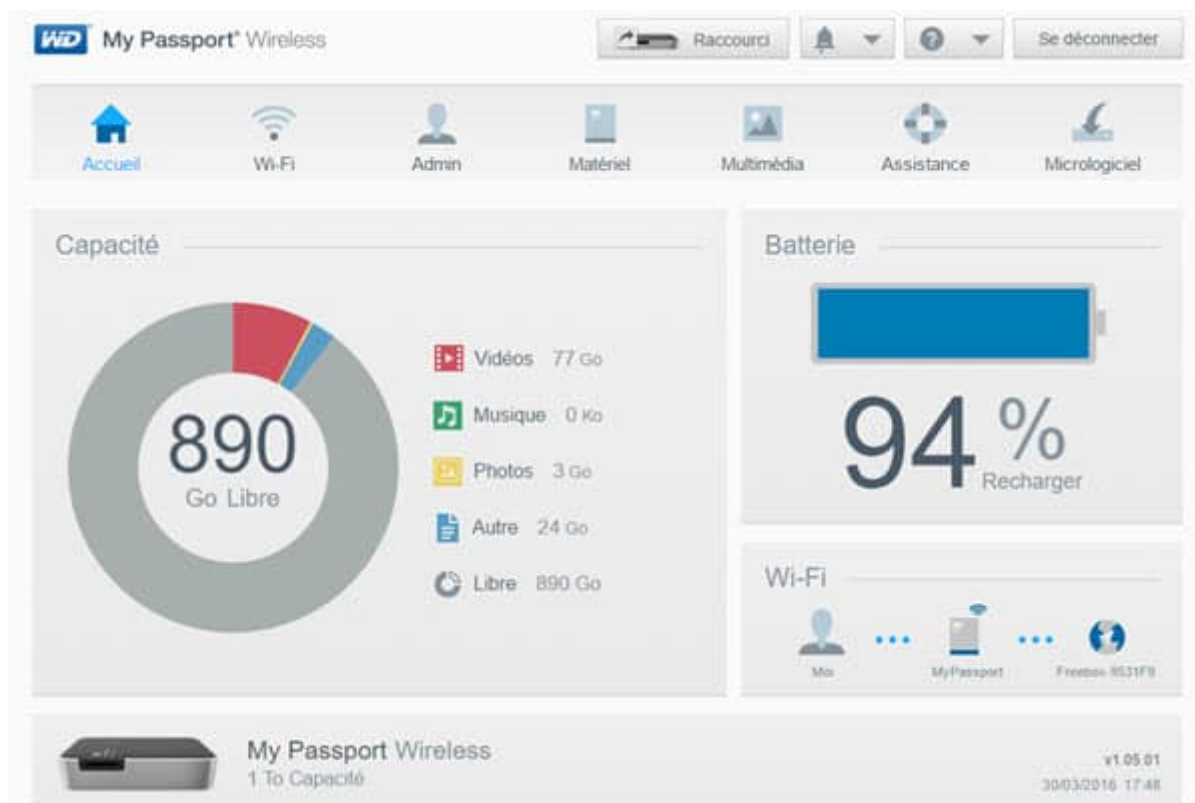 WD My Passport® Wireless
Raccourci
Se déconnecter
Accueil
Wi-Fi
Admin
Matériel
Multimédia
Assistance
Micrologiciel
Capacité
890
Go Libre
Vidéos 77 Go
Musique 0 Ko
Photos 3 Go
Autre 24 Go
Libre 890 Go
Batterie
94 %
Recharger
Wi-Fi
Moi
MyPassport
My Passport Wireless
1 To Capacité
v1.05.01
30/03/2016 17:48